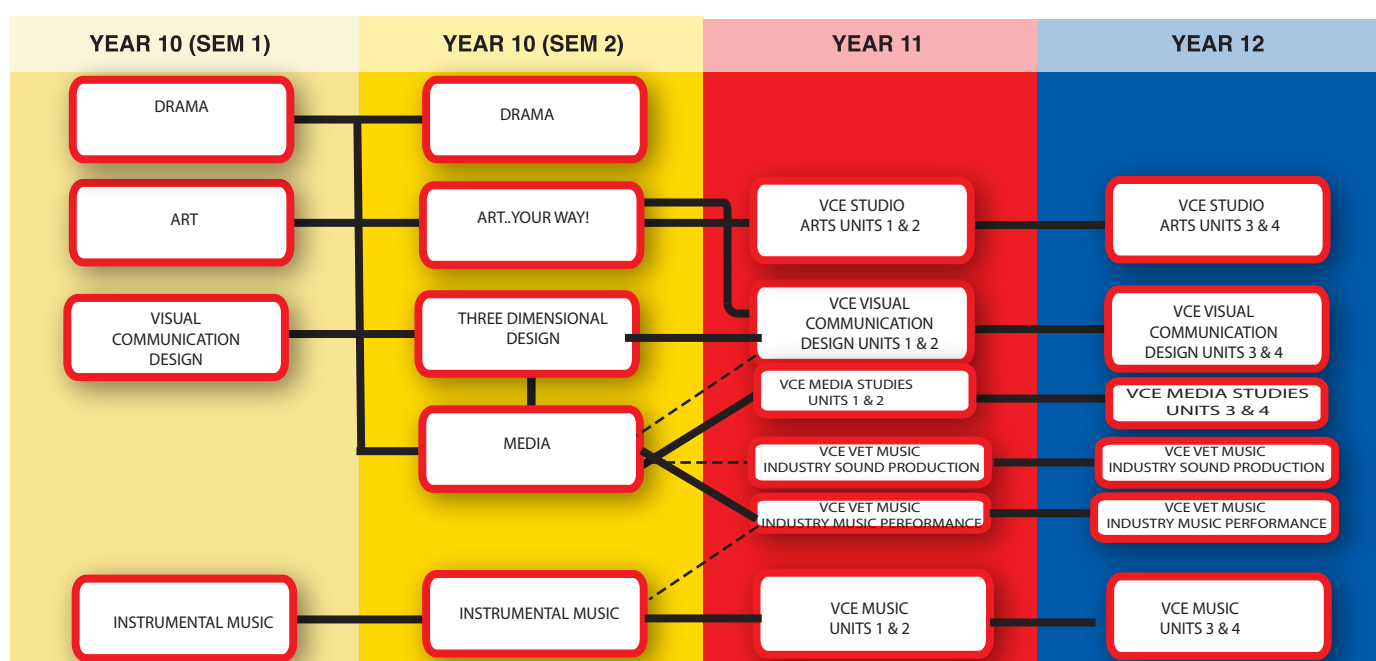 YEAR 10 (SEM 1)
YEAR 10 (SEM 2)
YEAR 11
YEAR 12
DRAMA
ART
VISUAL
COMMUNICATION
DESIGN
INSTRUMENTAL MUSIC
DRAMA
ART..YOUR WAY!
THREE DIMENSIONAL
DESIGN
MEDIA
INSTRUMENTAL MUSIC
VCE STUDIO
ARTS UNITS 1 & 2
VCE VISUAL
COMMUNICATION
DESIGN UNITS 1 & 2
VCE MEDIA STUDIES
UNITS 1 & 2
VCE VET MUSIC
INDUSTRY SOUND PRODUCTION
VCE VET MUSIC
INDUSTRY MUSIC PERFORMANCE
VCE MUSIC
UNITS 1 & 2
VCE STUDIO
ARTS UNITS 3 & 4
VCE VISUAL
COMMUNICATION
DESIGN UNITS 3 & 4
VCE MEDIA STUDIES
UNITS 3 & 4
VCE VET MUSIC
INDUSTRY SOUND PRODUCTION
VCE VET MUSIC
INDUSTRY MUSIC PERFORMANCE
VCE MUSIC
UNITS 3 & 4